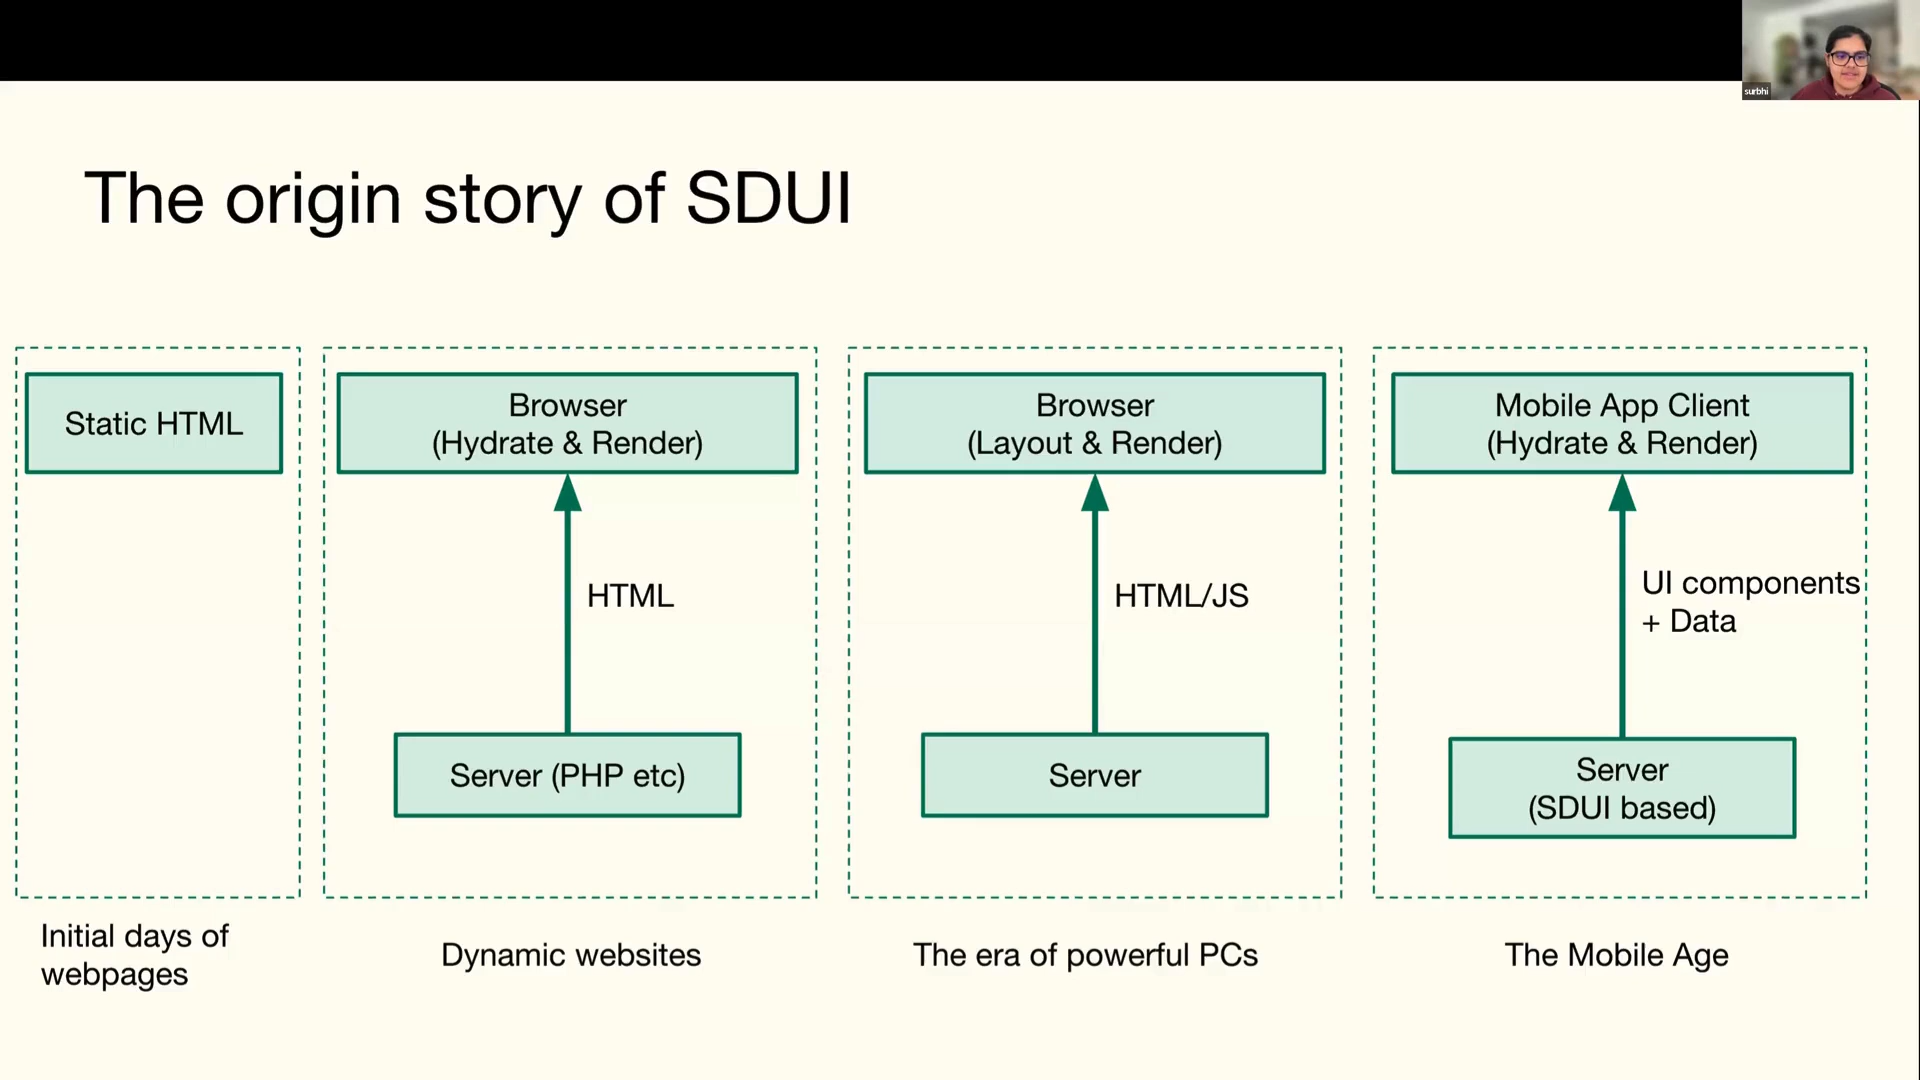 surbhi
The origin story of SDUI
Static HTML
Initial days of
webpages
Browser
(Hydrate & Render)
HTML
Server (PHP etc)
Dynamic websites
Browser
(Layout & Render)
HTML/JS
Server
The era of powerful PCs
Mobile App Client
(Hydrate & Render)
UI components
+ Data
Server
(SDUI based)
The Mobile Age